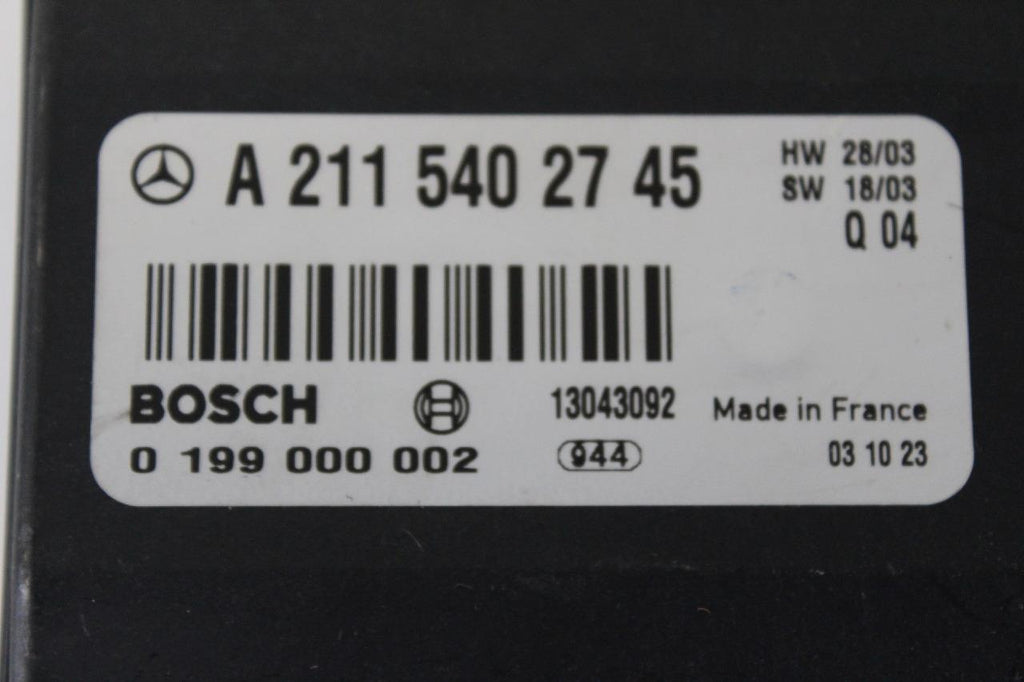 A 211 540 27 45
HW 28/03
SW 18/03
Q 04
BOSCH
13043092
Made in France
0 199 000 002
944
03 10 23